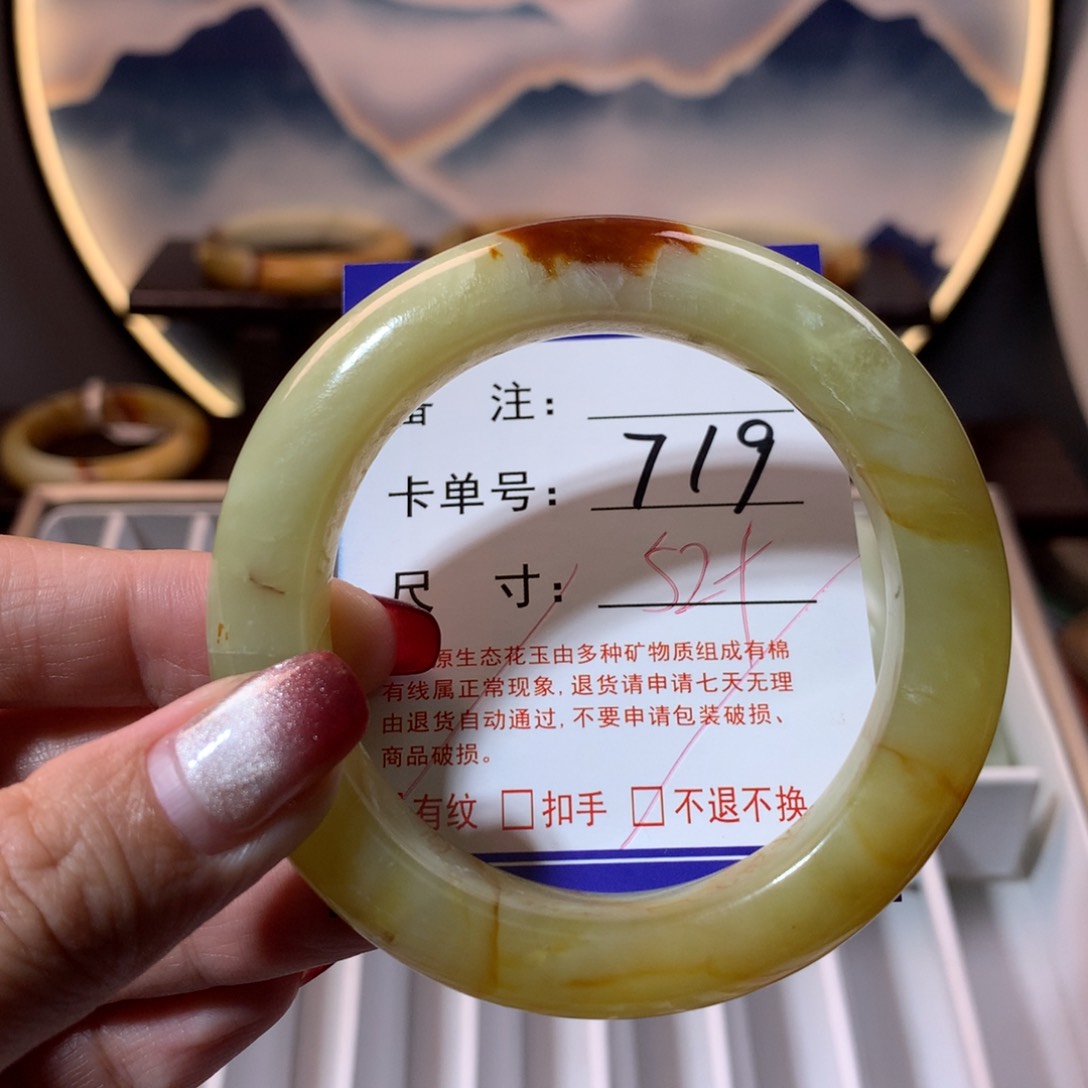 备 注：
卡单号：719
尺 寸：52+
原生态花玉由多种矿物质组成有棉
有线属正常现象，退货请申请七天无理
由退货自动通过，不要申请包装破损、
商品破损。
有纹 □扣手 □不退不换